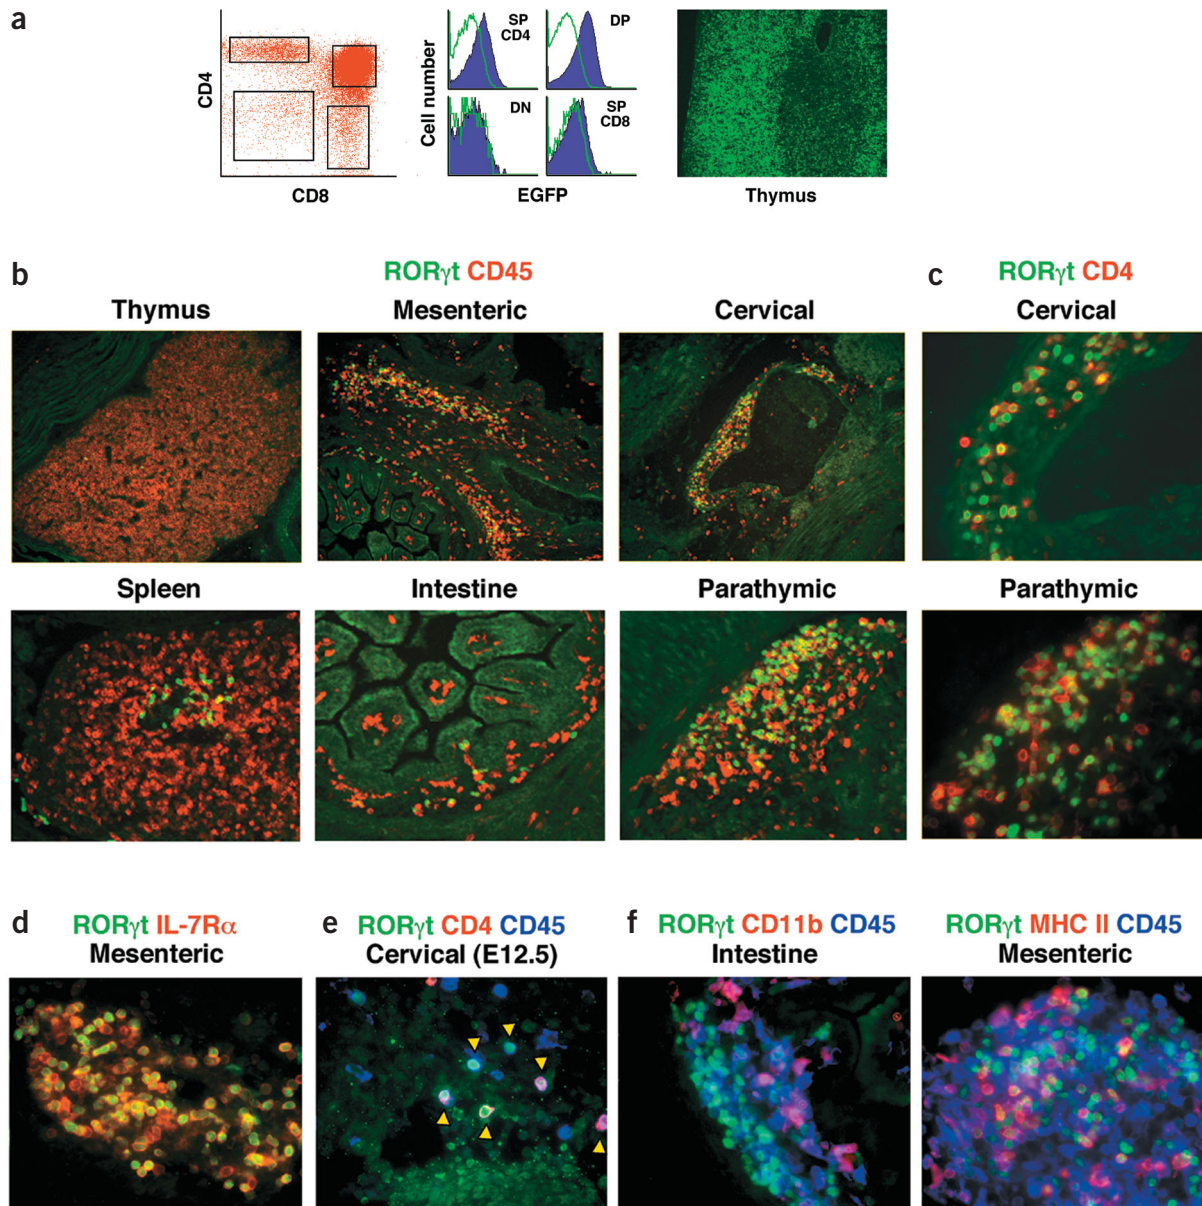 a
CD4
CD8
Cell number
SP
CD4
DP
DN
SP
CD8
EGFP
Thymus
b
RORγt CD45
c
RORγt CD4
Thymus
Mesenteric
Cervical
Cervical
Spleen
Intestine
Parathymic
Parathymic
d
RORγt IL-7Rα
Mesenteric
e
RORγt CD4 CD45
Cervical (E12.5)
f
RORγt CD11b CD45
Intestine
RORγt MHC II CD45
Mesenteric